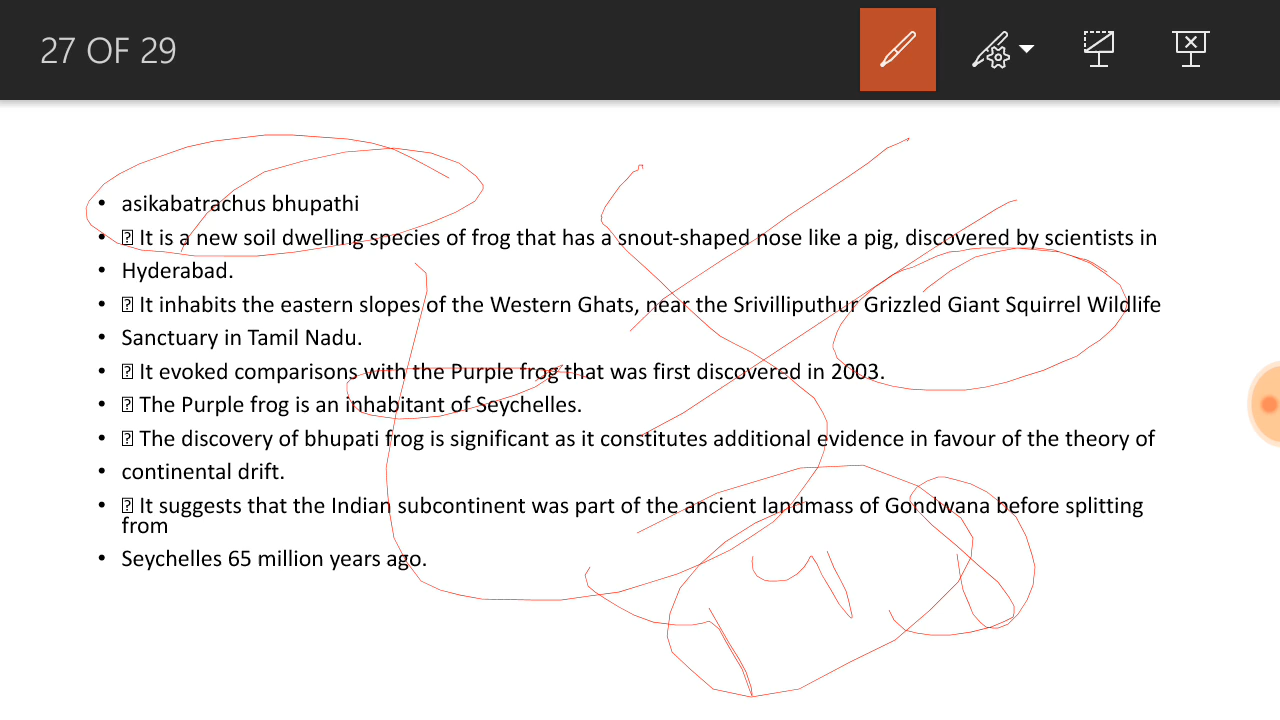 27 OF 29
• asikabatrachus bhupathi
• It is a new soil dwelling species of frog that has a snout-shaped nose like a pig, discovered by scientists in
• Hyderabad.
• It inhabits the eastern slopes of the Western Ghats, near the Srivilliputhur Grizzled Giant Squirrel Wildlife
• Sanctuary in Tamil Nadu.
• It evoked comparisons with the Purple frog that was first discovered in 2003.
• The Purple frog is an inhabitant of Seychelles.
• The discovery of bhupati frog is significant as it constitutes additional evidence in favour of the theory of
• continental drift.
• It suggests that the Indian subcontinent was part of the ancient landmass of Gondwana before splitting
from
• Seychelles 65 million years ago.